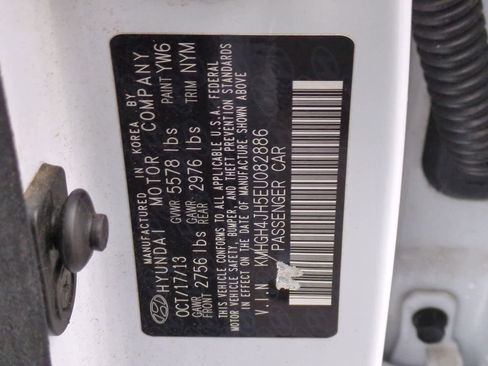 MANUFACTURED IN KOREA BY
HYUNDAI MOTOR COMPANY
OCT/17/13 GVWR 5578 lbs PAINT YW6
GAWR FRONT 2756 lbs GAWR REAR 2976 lbs TRIM NYM
THIS VEHICLE CONFORMS TO ALL APPLICABLE U.S.A FEDERAL
MOTOR VEHICLE SAFETY, BUMPER, AND THEFT PREVENTION STANDARDS
IN EFFECT ON THE DATE OF MANUFACTURE SHOWN ABOVE
V.I.N KMHGH4JH5EU082886
PASSENGER CAR